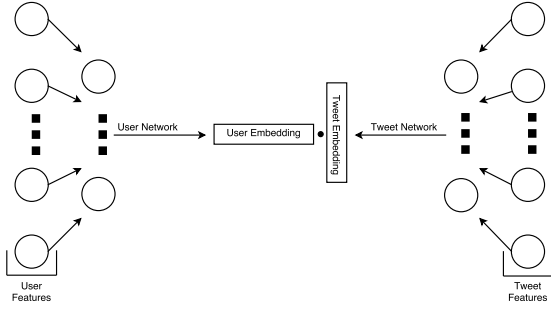 User Network
User Embedding
Tweet Embedding
Tweet Network
User
Features
Tweet
Features